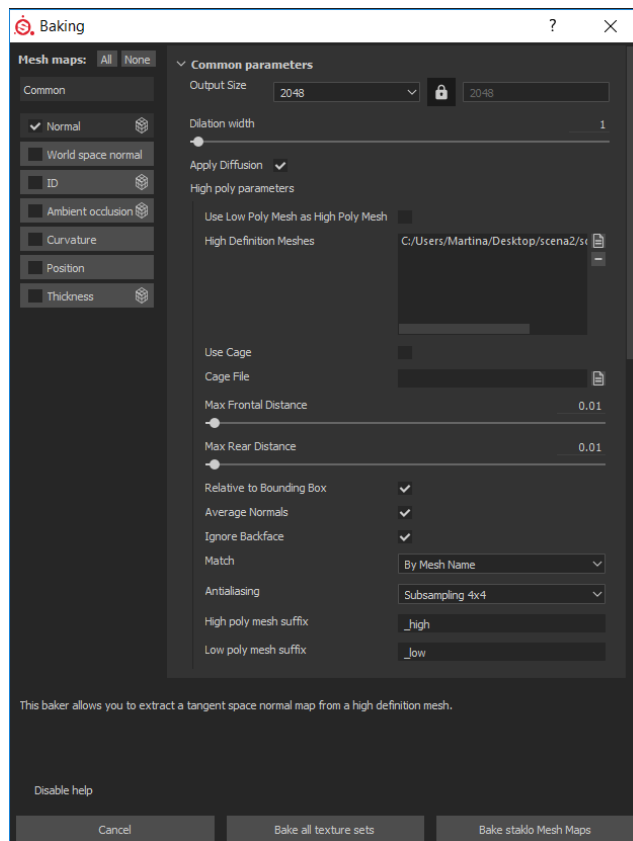 Baking
?
Mesh maps: All None
Common
Normal
World space normal
ID
Ambient occlusion
Curvature
Position
Thickness
Common parameters
Output Size 2048 2048
Dilation width 1
Apply Diffusion
High poly parameters
Use Low Poly Mesh as High Poly Mesh
High Definition Meshes C:/Users/Martina/Desktop/scena2/sc
Use Cage
Cage File
Max Frontal Distance 0.01
Max Rear Distance 0.01
Relative to Bounding Box
Average Normals
Ignore Backface
Match By Mesh Name
Antialiasing Subsampling 4x4
High poly mesh suffix _high
Low poly mesh suffix _low
This baker allows you to extract a tangent space normal map from a high definition mesh.
Disable help
Cancel Bake all texture sets Bake staklo Mesh Maps